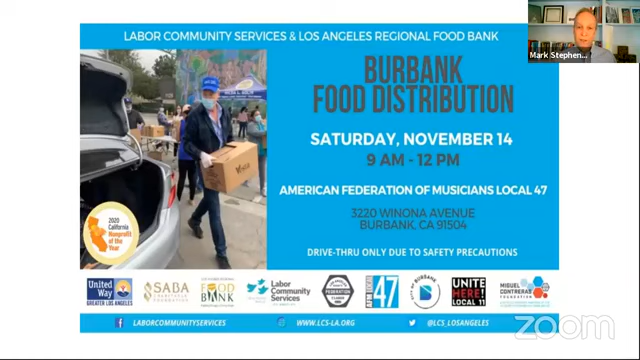 LABOR COMMUNITY SERVICES & LOS ANGELES REGIONAL FOOD BANK
Mark Stephen...
BURBANK
FOOD DISTRIBUTION
SATURDAY, NOVEMBER 14
9 AM - 12 PM
AMERICAN FEDERATION OF MUSICIANS LOCAL 47
3220 WINONA AVENUE
BURBANK, CA 91504
DRIVE-THRU ONLY DUE TO SAFETY PRECAUTIONS
2020
California
Nonprofit
of the
Year
United
Way
GREATER LOS ANGELES
SABA
FOOD
BANK
Labor
Community
Services
FEDERATION
LOCAL
47
BURBANK
UNITE
HERE!
LOCAL 11
MIGUEL
CONTRERAS
FOUNDATION
LABORCOMMUNITYSERVICES
WWW.LCS-LA.ORG
@LCS_LOSANGELES
zoom